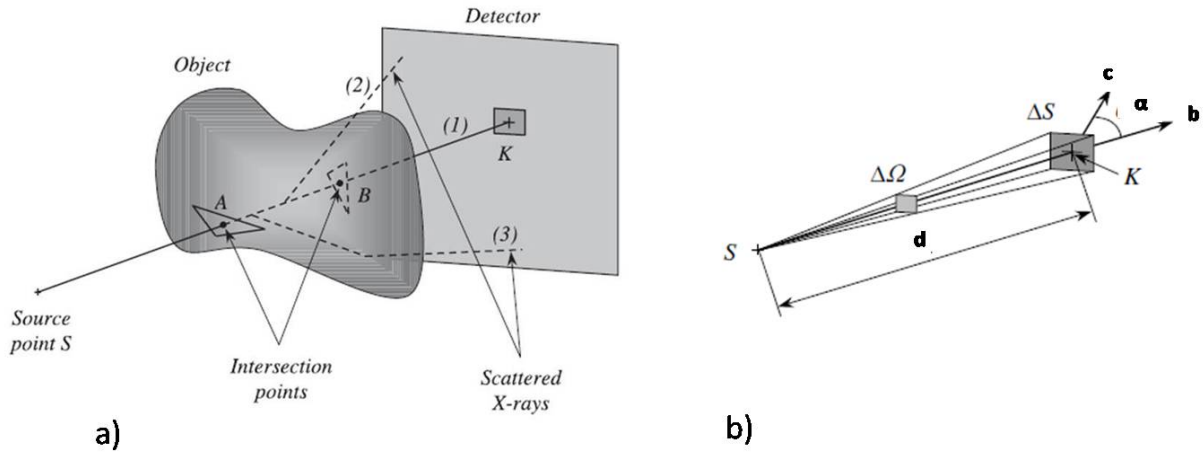 Detector
Object
(2)
(1)
K
A
B
(3)
Source
point S
Intersection
points
Scattered
X-rays
a)
c
α
b
ΔS
ΔΩ
K
S
d
b)